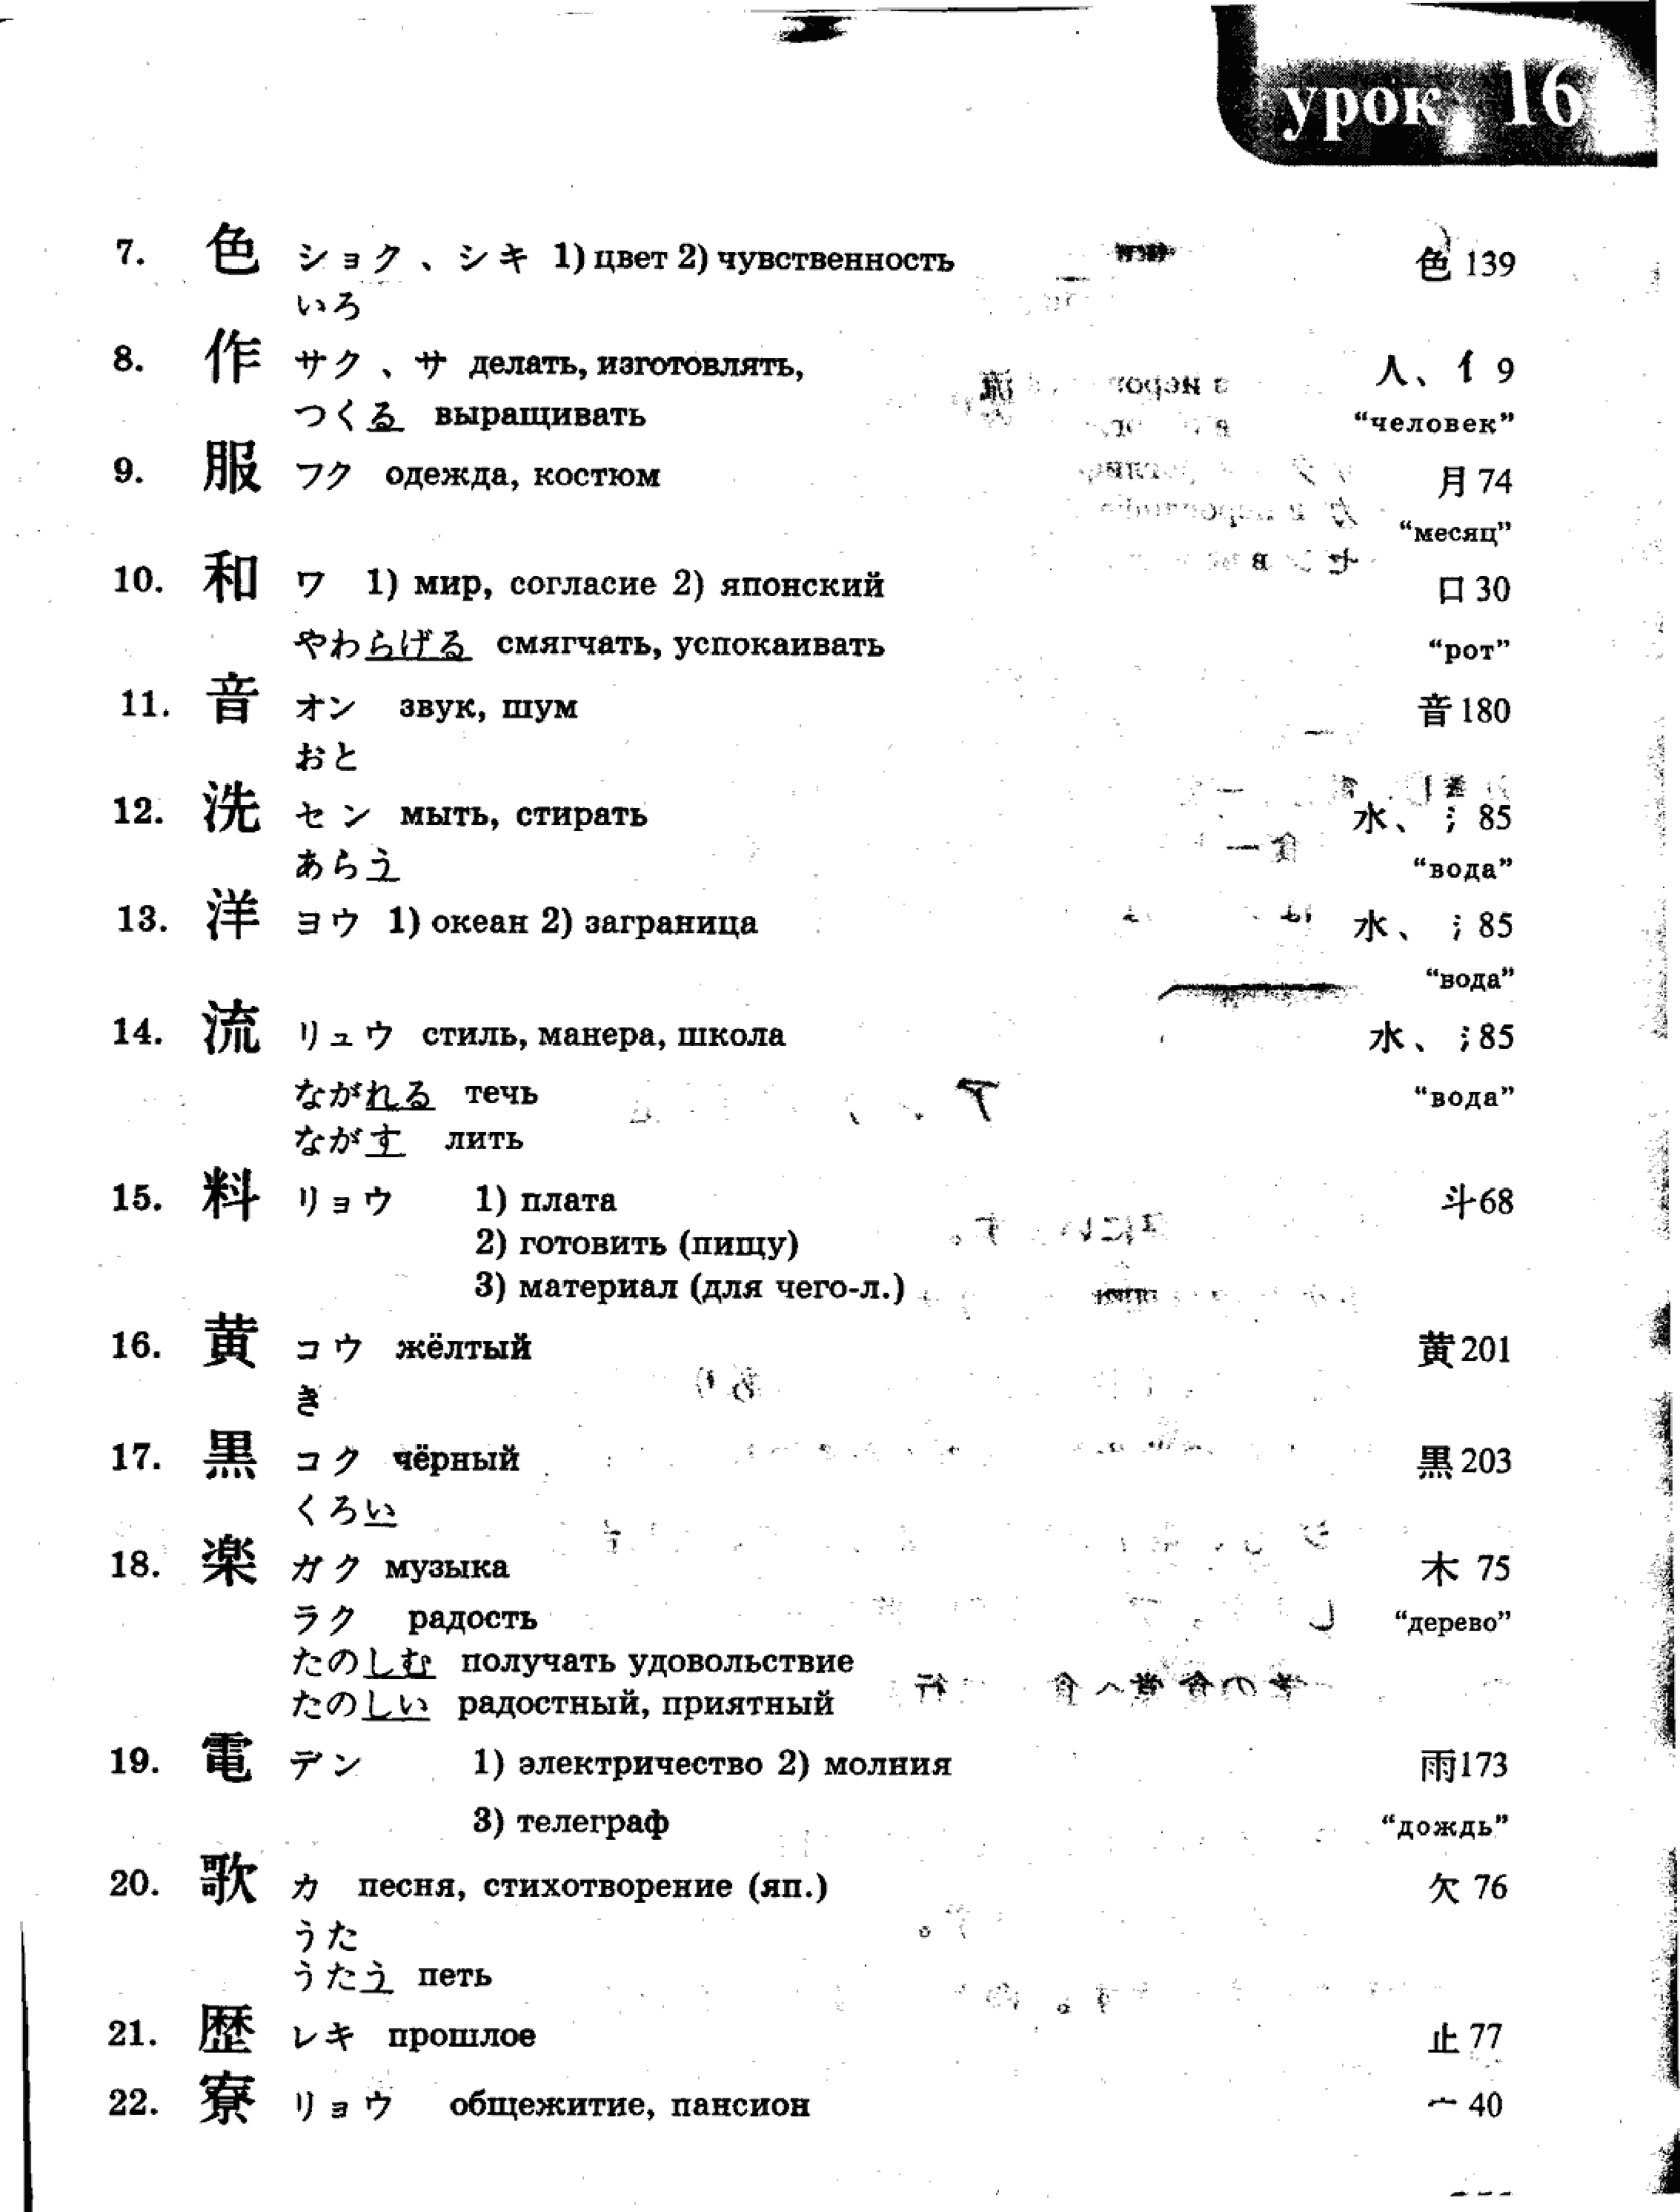 урок 16
7. 色 ショク、シキ 1) цвет 2) чувственность 色 139
いろ
8. 作 サク、サ делать, изготовлять, 人、亻 9
つくる выращивать “человек”
9. 服 フク одежда, костюм 月 74
“месяц”
10. 和 ワ 1) мир, согласие 2) японский 口 30
やわらげる смягчать, успокаивать “рот”
11. 音 オン звук, шум 音 180
おと
12. 洗 セン мыть, стирать 水、氵 85
あらう “вода”
13. 洋 ヨウ 1) океан 2) заграница 水、氵 85
“вода”
14. 流 リュウ стиль, манера, школа 水、氵 85
ながれる течь “вода”
ながす лить
15. 料 リョウ 1) плата 斗 68
2) готовить (пищу)
3) материал (для чего-л.)
16. 黄 コウ жёлтый 黄 201
き
17. 黒 コク чёрный 黒 203
くろい
18. 楽 ガク музыка 木 75
ラク радость “дерево”
たのしむ получать удовольствие
たのしい радостный, приятный
19. 電 デン 1) электричество 2) молния 雨 173
3) телеграф “дождь”
20. 歌 カ песня, стихотворение (яп.) 欠 76
うた
うたう петь
21. 歴 レキ прошлое 止 77
22. 寮 リョウ общежитие, пансион 宀 40